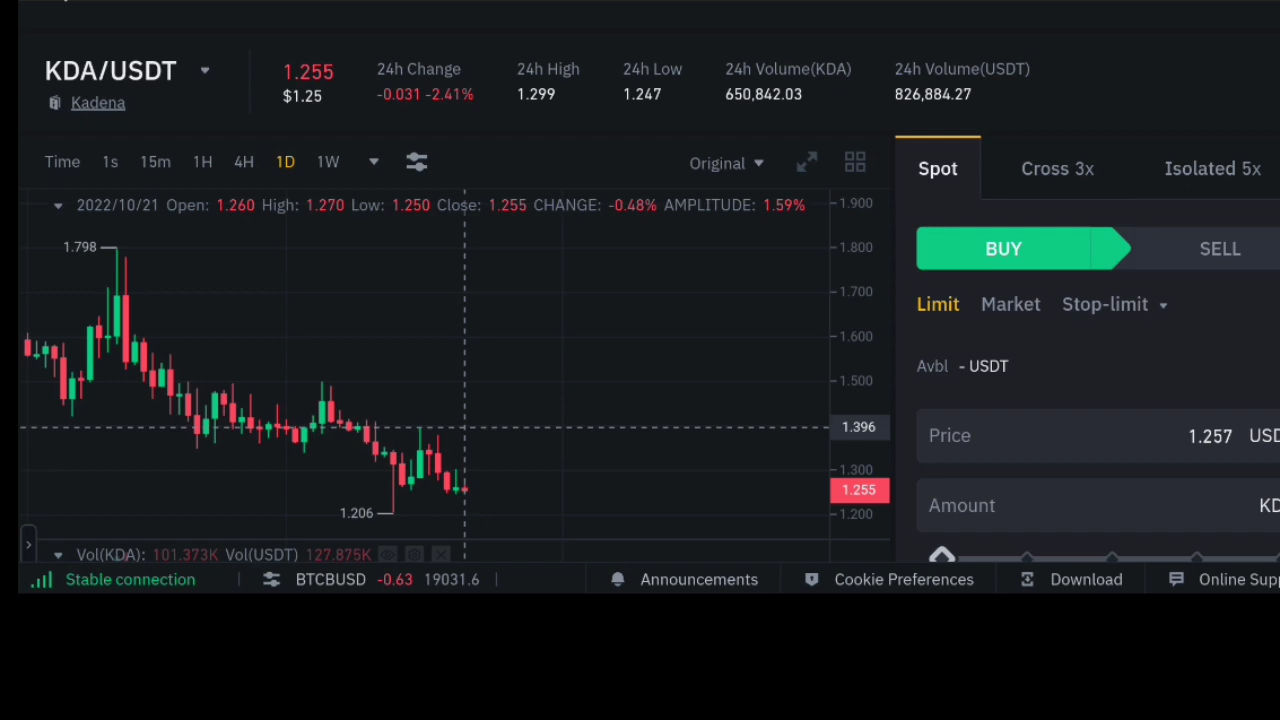 KDA/USDT
Kadena
1.255
$1.25
24h Change
-0.031 -2.41%
24h High
1.299
24h Low
1.247
24h Volume(KDA)
650,842.03
24h Volume(USDT)
826,884.27
Time 1s 15m 1H 4H 1D 1W
Original
2022/10/21 Open: 1.260 High: 1.270 Low: 1.250 Close: 1.255 CHANGE: -0.48% AMPLITUDE: 1.59%
1.900
1.798
1.800
1.700
1.600
1.500
1.396
1.300
1.255
1.206
1.200
Vol(KDA): 101.373K Vol(USDT) 127.875K
Spot Cross 3x Isolated 5x
BUY SELL
Limit Market Stop-limit
Avbl - USDT
Price 1.257 USD
Amount KD
Stable connection BTCBUSD -0.63 19031.6 Announcements Cookie Preferences Download Online Supp